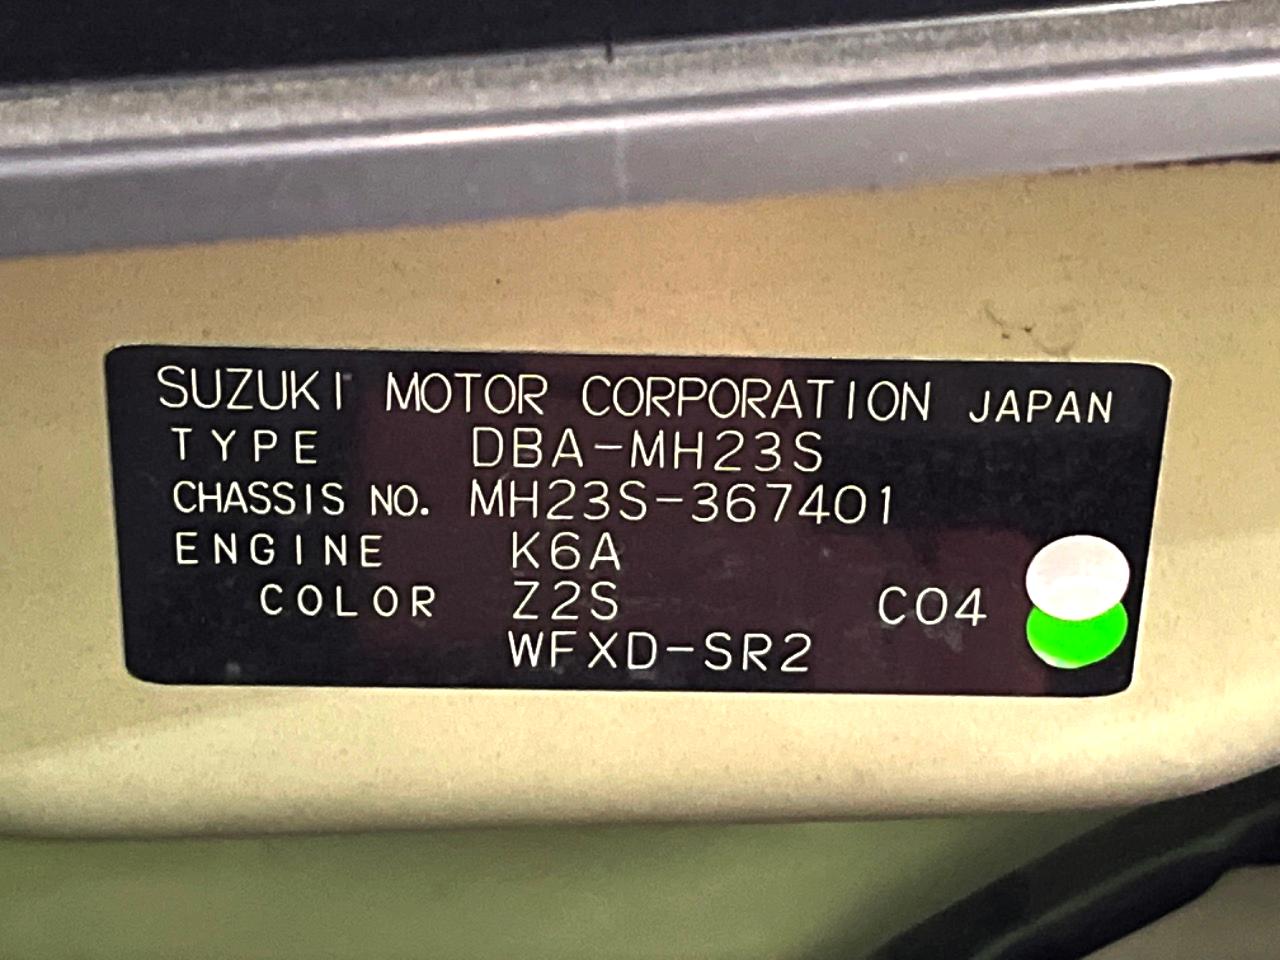 SUZUKI MOTOR CORPORATION JAPAN
TYPE DBA-MH23S
CHASSIS NO. MH23S-367401
ENGINE K6A
COLOR Z2S C04
WFXD-SR2